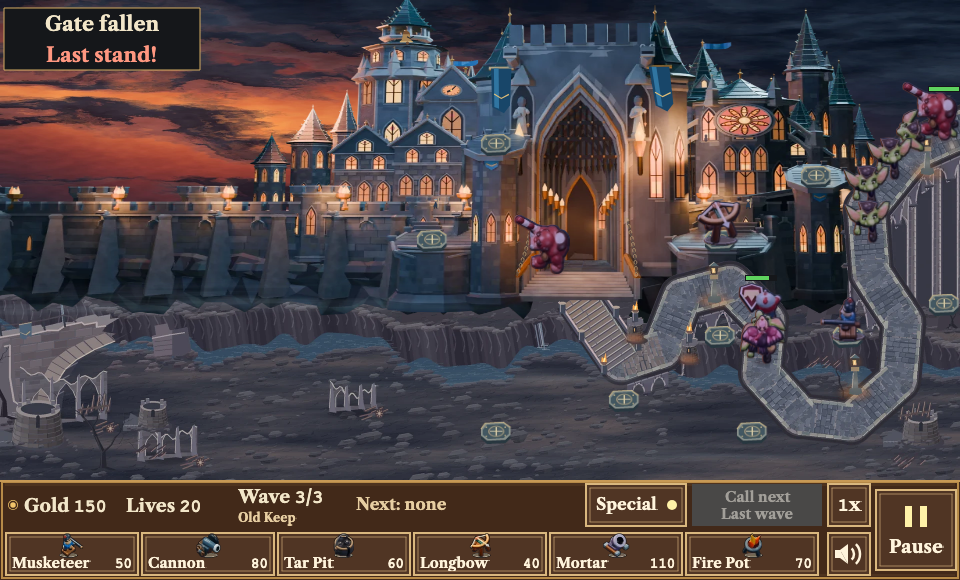 Gate fallen
Last stand!
Gold 150
Lives 20
Wave 3/3
Old Keep
Next: none
Special
Call next
Last wave
1x
Pause
Musketeer 50
Cannon 80
Tar Pit 60
Longbow 40
Mortar 110
Fire Pot 70